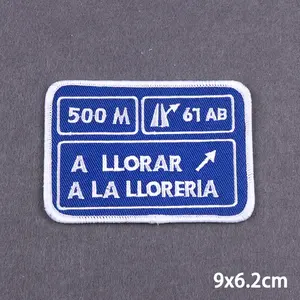 500 M
61 AB
A LLORAR
A LA LLORERIA
9x6.2cm